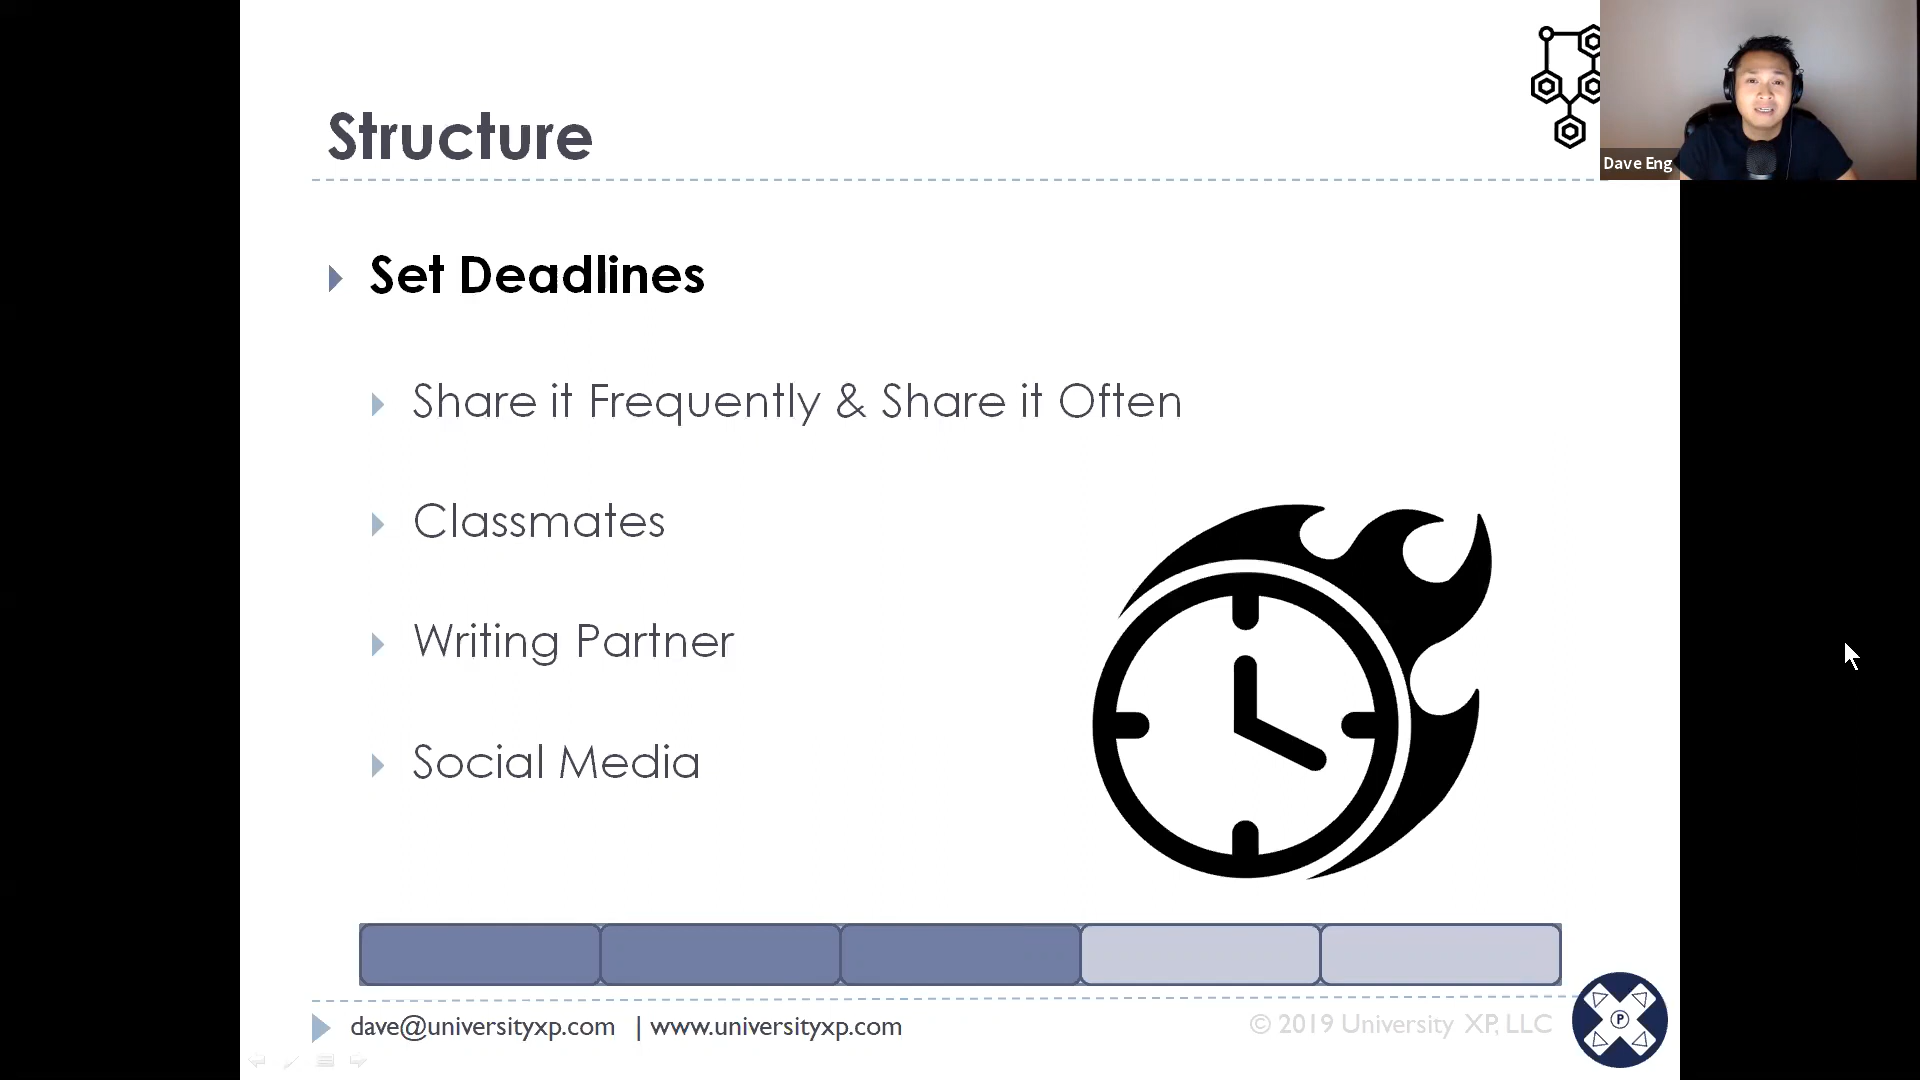 Structure
Dave Eng
Set Deadlines
Share it Frequently & Share it Often
Classmates
Writing Partner
Social Media
dave@universityxp.com | www.universityxp.com
© 2019 University XP, LLC
P